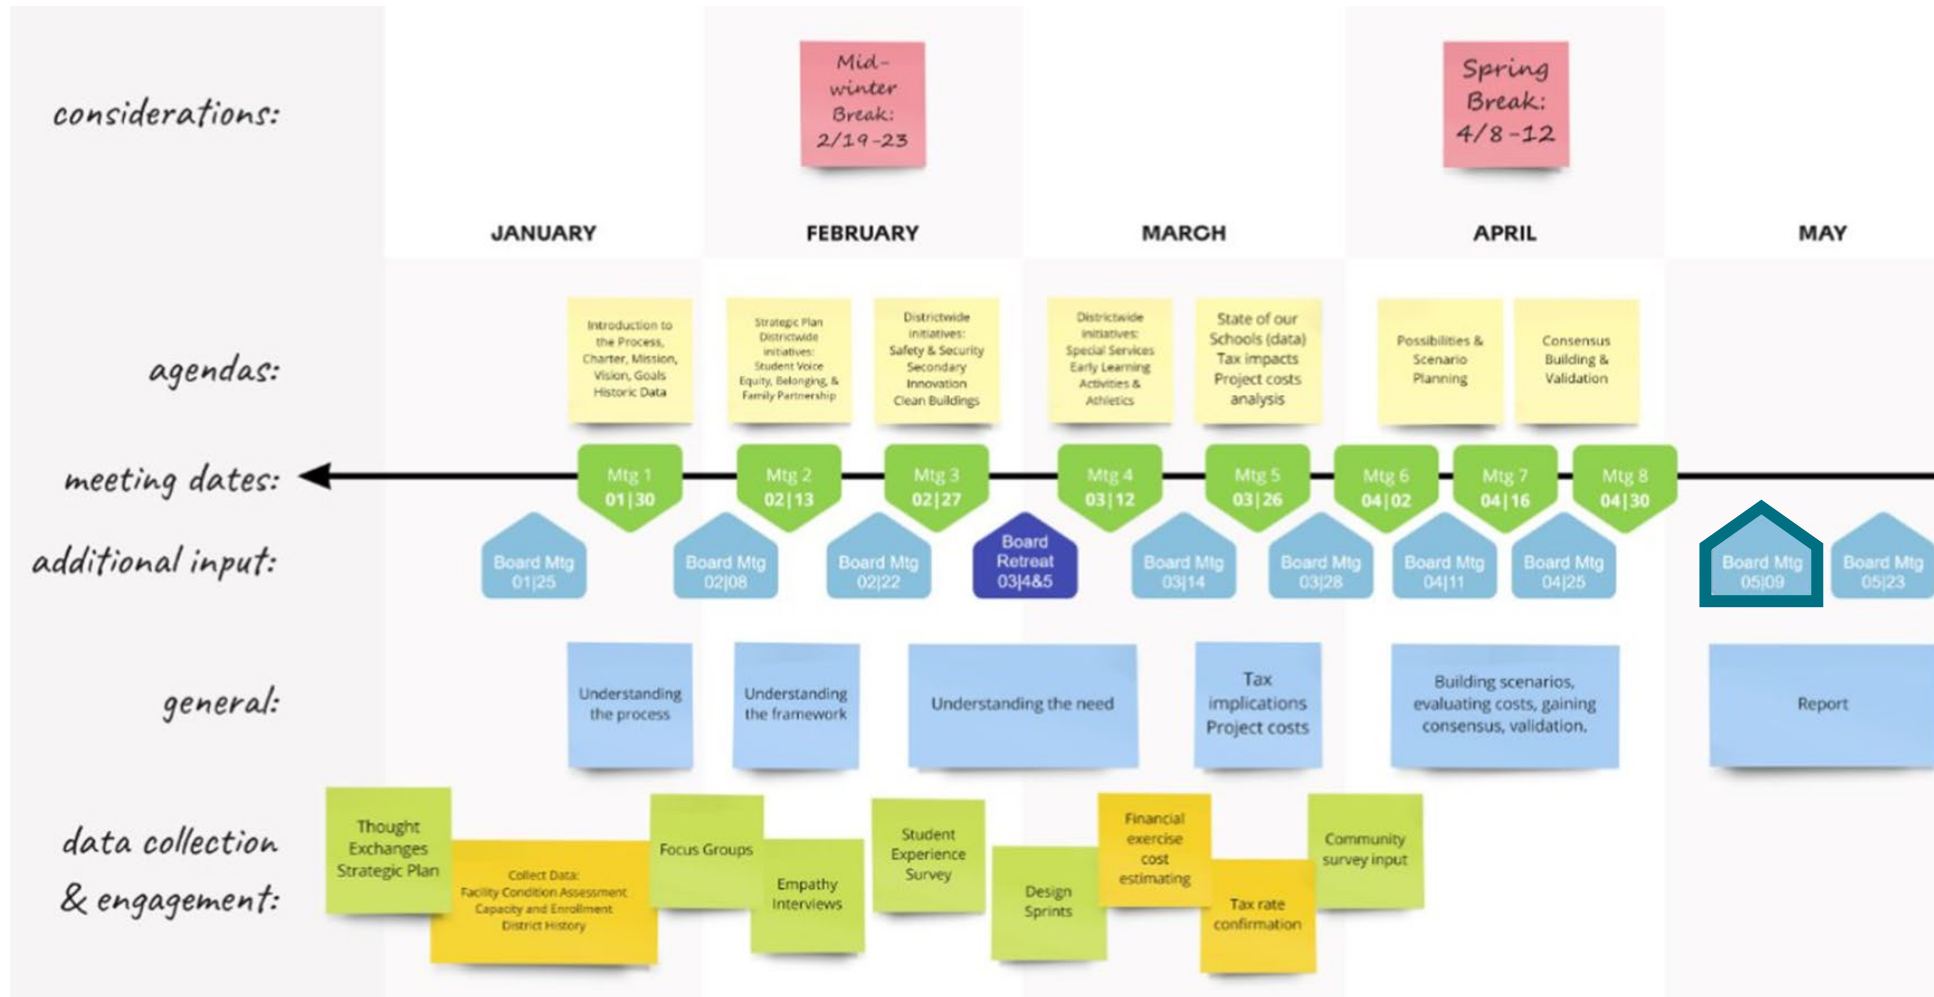 considerations:
Mid-
winter
Break:
2/19-23
Spring
Break:
4/8-12
JANUARY
FEBRUARY
MARCH
APRIL
MAY
agendas:
Introduction to
the Process,
Charter, Mission,
Vision, Goals
Historic Data
Strategic Plan
Districtwide
initiatives:
Student Voice
Equity, Belonging, &
Family Partnership
Districtwide
initiatives:
Safety & Security
Secondary
Innovation
Clean Buildings
Districtwide
initiatives:
Special Services
Early Learning
Activities &
Athletics
State of our
Schools (data)
Tax impacts
Project costs
analysis
Possibilities &
Scenario
Planning
Consensus
Building &
Validation
meeting dates:
Mtg 1
01|30
Mtg 2
02|13
Mtg 3
02|27
Mtg 4
03|12
Mtg 5
03|26
Mtg 6
04|02
Mtg 7
04|16
Mtg 8
04|30
additional input:
Board Mtg
01|25
Board Mtg
02|08
Board Mtg
02|22
Board
Retreat
03|4&5
Board Mtg
03|14
Board Mtg
03|28
Board Mtg
04|11
Board Mtg
04|25
Board Mtg
05|09
Board Mtg
05|23
general:
Understanding
the process
Understanding
the framework
Understanding the need
Tax
implications
Project costs
Building scenarios,
evaluating costs, gaining
consensus, validation.
Report
data collection
& engagement:
Thought
Exchanges
Strategic Plan
Collect Data:
Facility Condition Assessment
Capacity and Enrollment
District History
Focus Groups
Empathy
Interviews
Student
Experience
Survey
Design
Sprints
Financial
exercise
cost
estimating
Tax rate
confirmation
Community
survey input